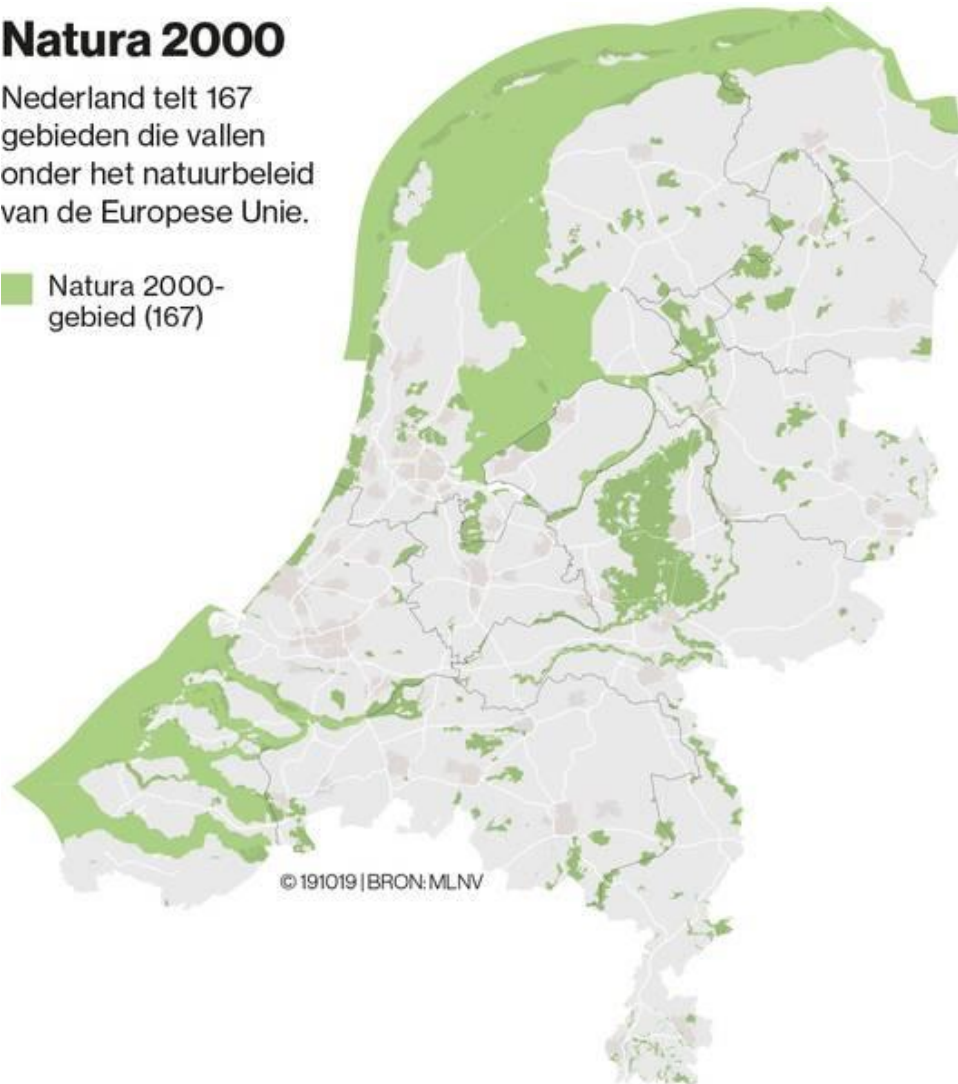 Natura 2000
Nederland telt 167
gebieden die vallen
onder het natuurbeleid
van de Europese Unie.
Natura 2000-
gebied (167)
© 191019 | BRON: MLNV